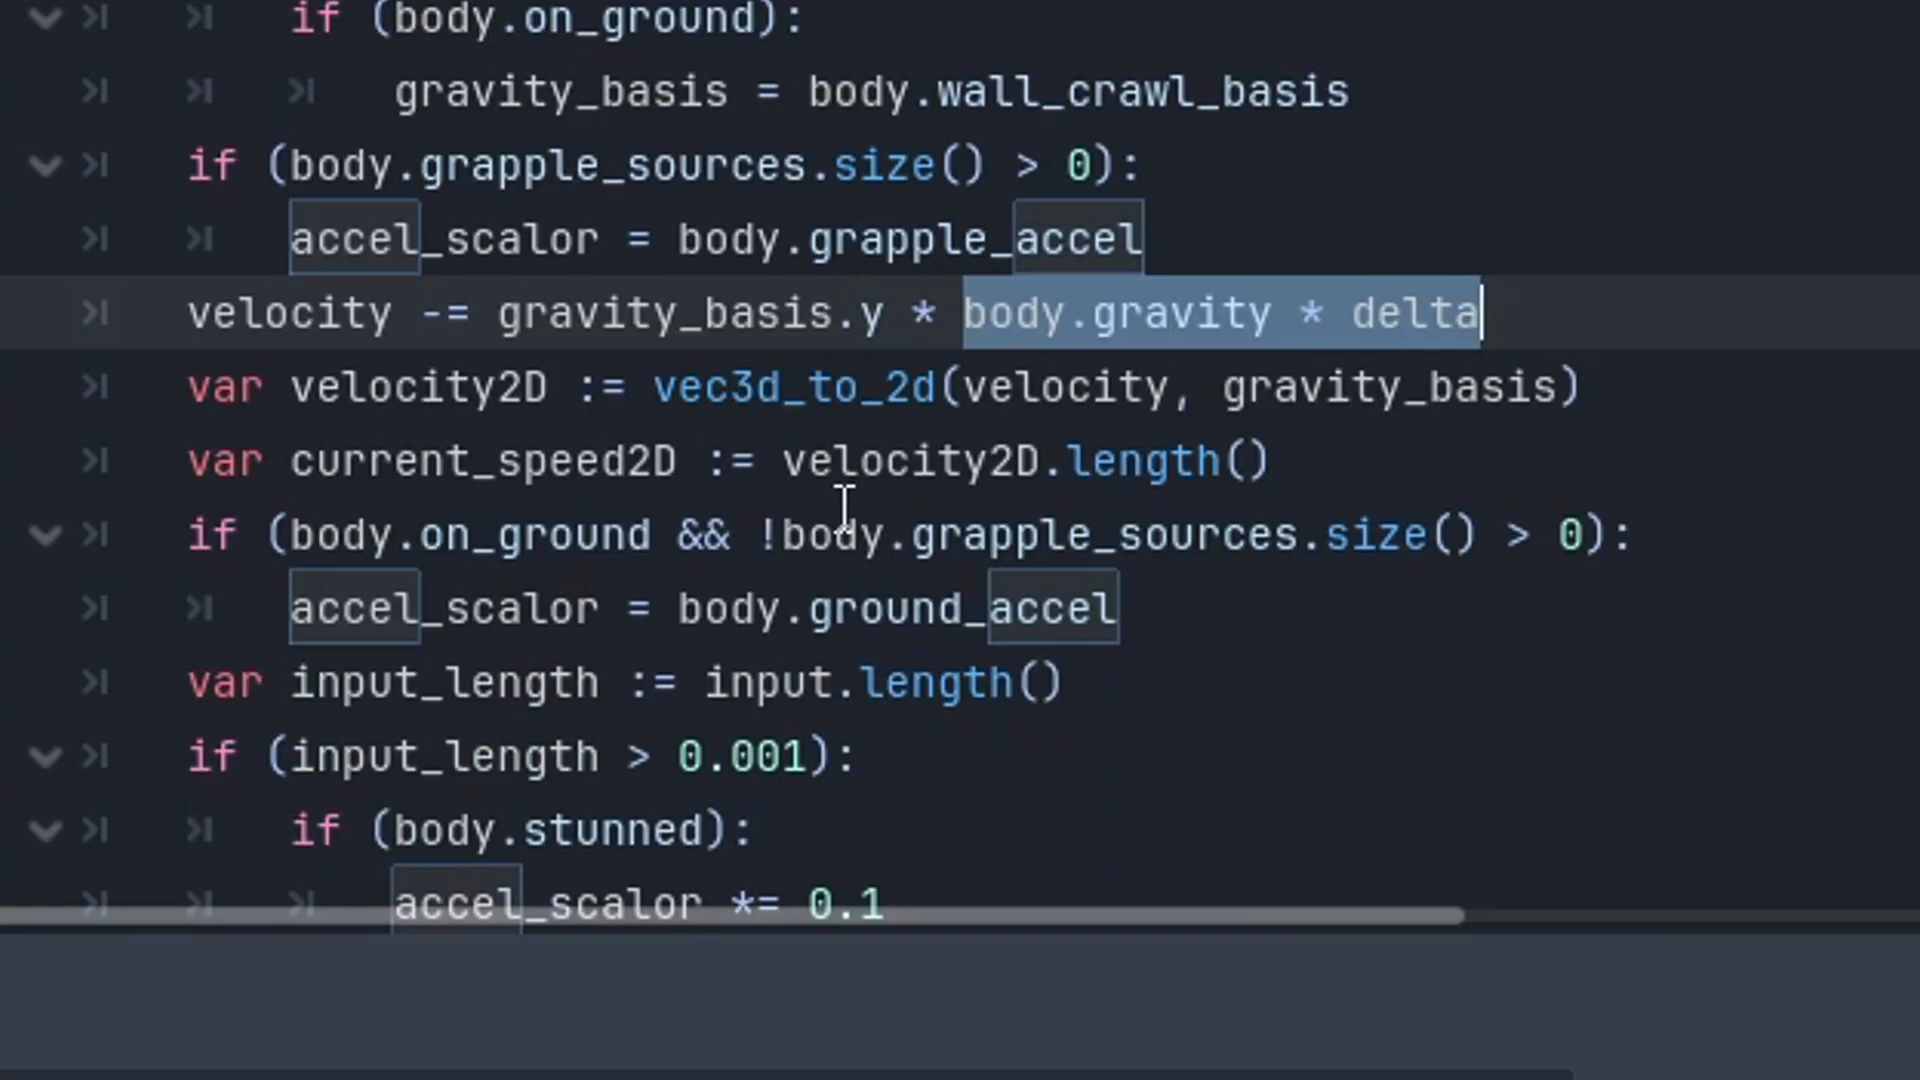 if (body.on_ground):
gravity_basis = body.wall_crawl_basis
if (body.grapple_sources.size() > 0):
accel_scalor = body.grapple_accel
velocity -= gravity_basis.y * body.gravity * delta
var velocity2D := vec3d_to_2d(velocity, gravity_basis)
var current_speed2D := velocity2D.length()
if (body.on_ground && !body.grapple_sources.size() > 0):
accel_scalor = body.ground_accel
var input_length := input.length()
if (input_length > 0.001):
if (body.stunned):
accel_scalor *= 0.1